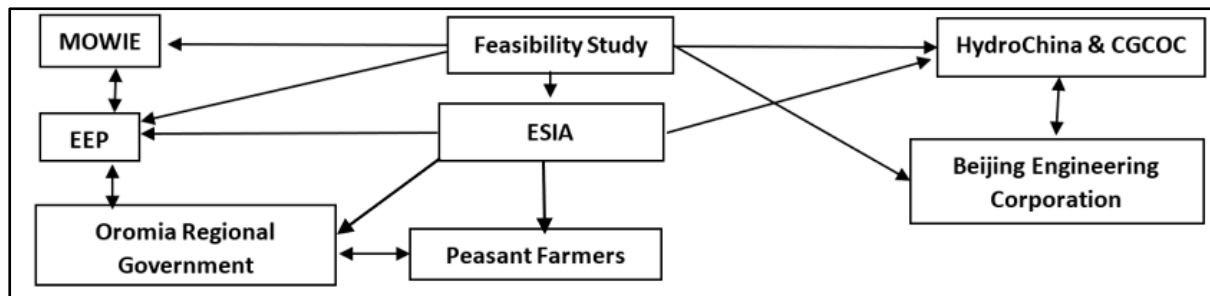 MOWIE
Feasibility Study
HydroChina & CGCOC
EEP
ESIA
Beijing Engineering
Corporation
Oromia Regional
Government
Peasant Farmers